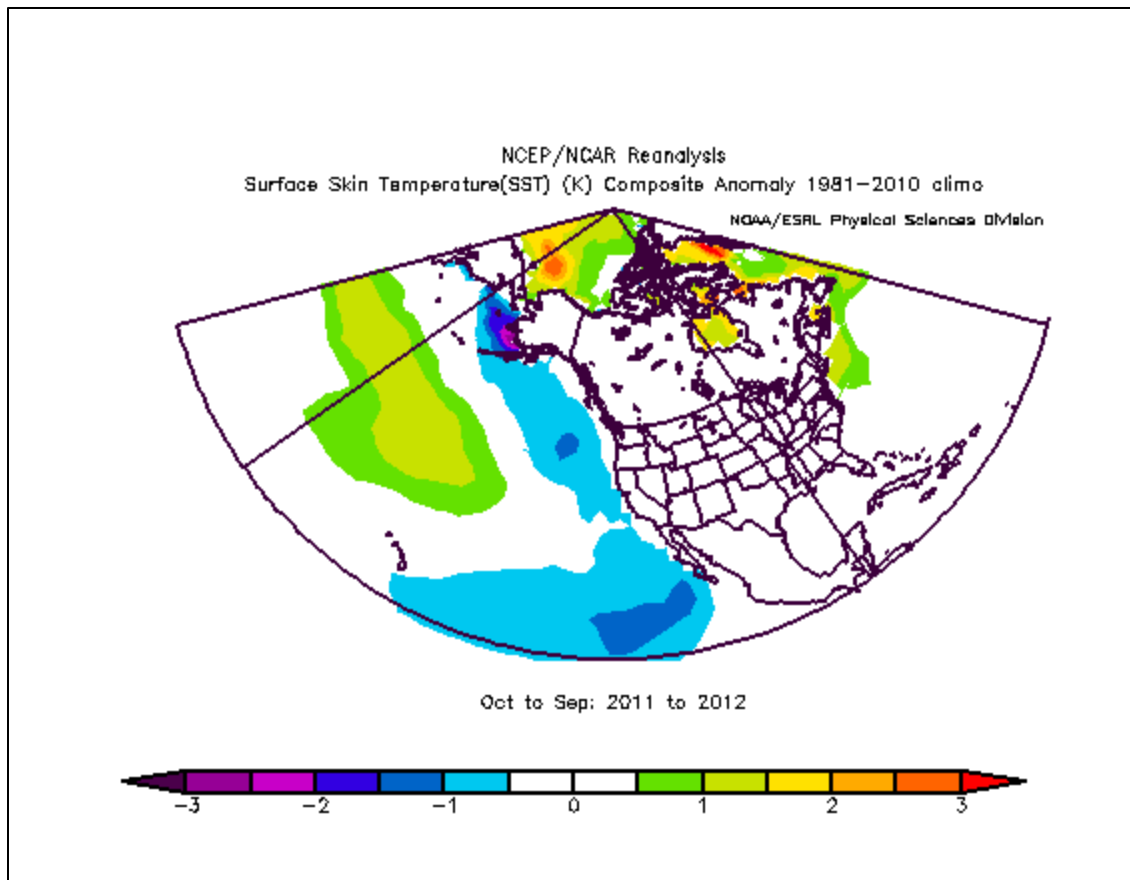 NCEP/NCAR Reanalysis
Surface Skin Temperature(SST) (K) Composite Anomaly 1981-2010 climo
NOAA/ESRL Physical Sciences Division
Oct to Sep: 2011 to 2012
-3 -2 -1 0 1 2 3